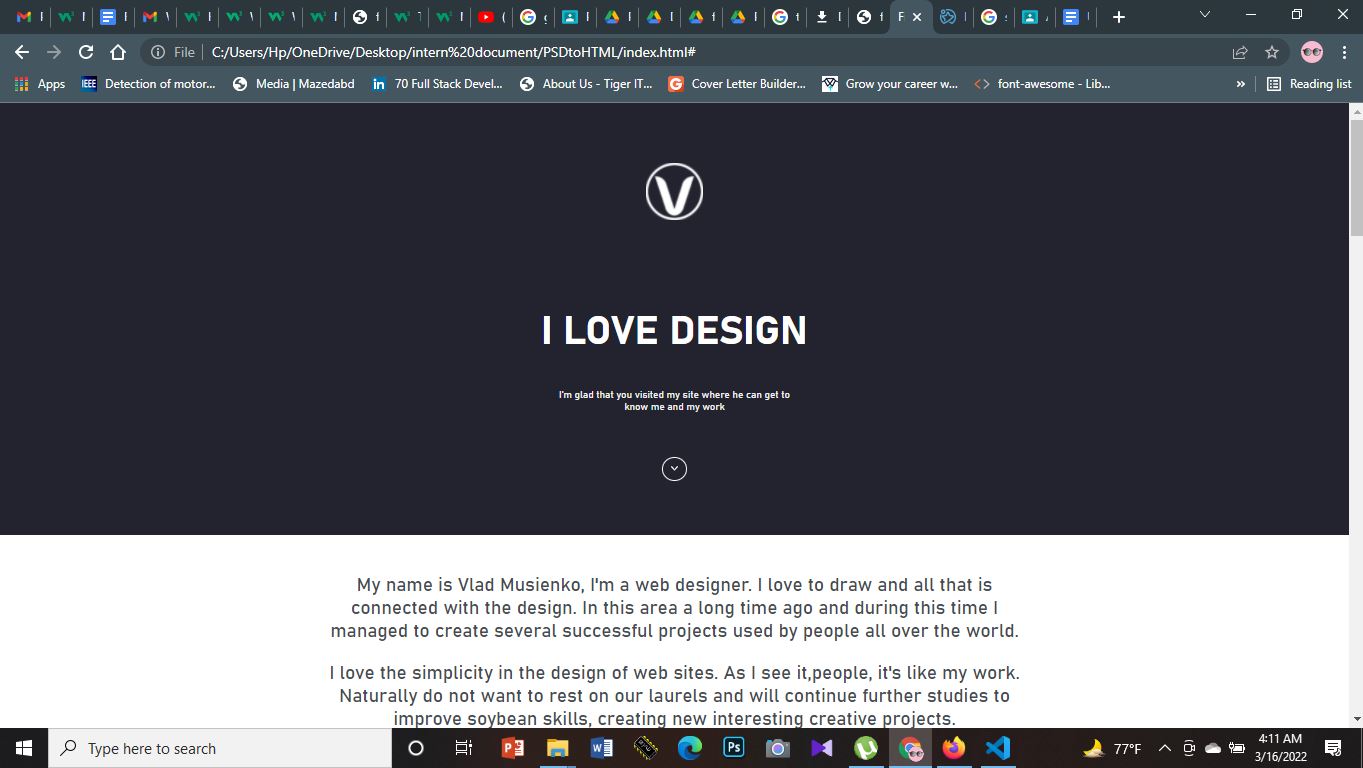 File
C:/Users/Hp/OneDrive/Desktop/intern%20document/PSDtoHTML/index.html#
Apps
IEEE
Detection of motor...
Media | Mazedabd
in
70 Full Stack Devel...
About Us - Tiger IT...
G
Cover Letter Builder...
Grow your career w...
font-awesome - Lib...
»
Reading list
V
I LOVE DESIGN
I'm glad that you visited my site where he can get to
know me and my work
My name is Vlad Musienko, I'm a web designer. I love to draw and all that is
connected with the design. In this area a long time ago and during this time I
managed to create several successful projects used by people all over the world.
I love the simplicity in the design of web sites. As I see it,people, it's like my work.
Naturally do not want to rest on our laurels and will continue further studies to
improve soybean skills, creating new interesting creative projects.
Type here to search
Ps
77°F
4:11 AM
3/16/2022